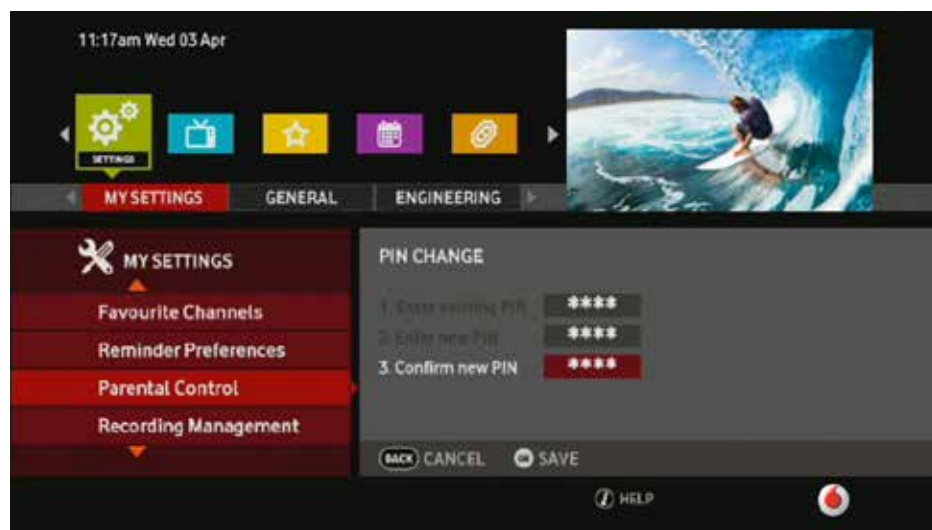 11:17am Wed 03 Apr
SETTINGS
MY SETTINGS GENERAL ENGINEERING
MY SETTINGS
Favourite Channels
Reminder Preferences
Parental Control
Recording Management
PIN CHANGE
1. Enter existing PIN ****
2. Enter new PIN ****
3. Confirm new PIN ****
BACK CANCEL OK SAVE
i HELP